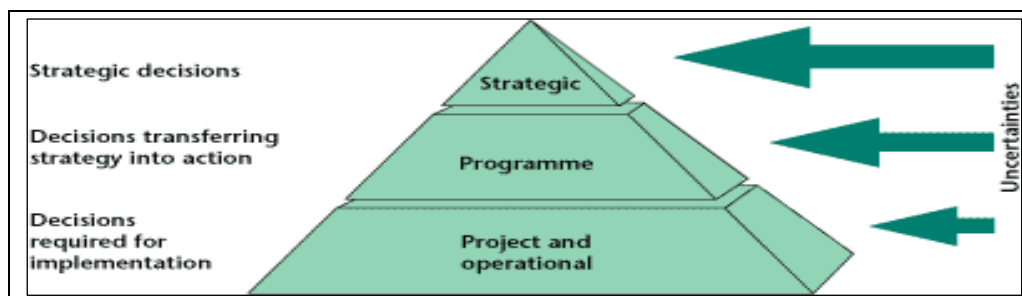 Strategic decisions
Strategic
Decisions transferring
strategy into action
Programme
Decisions
required for
implementation
Project and
operational
Uncertainties